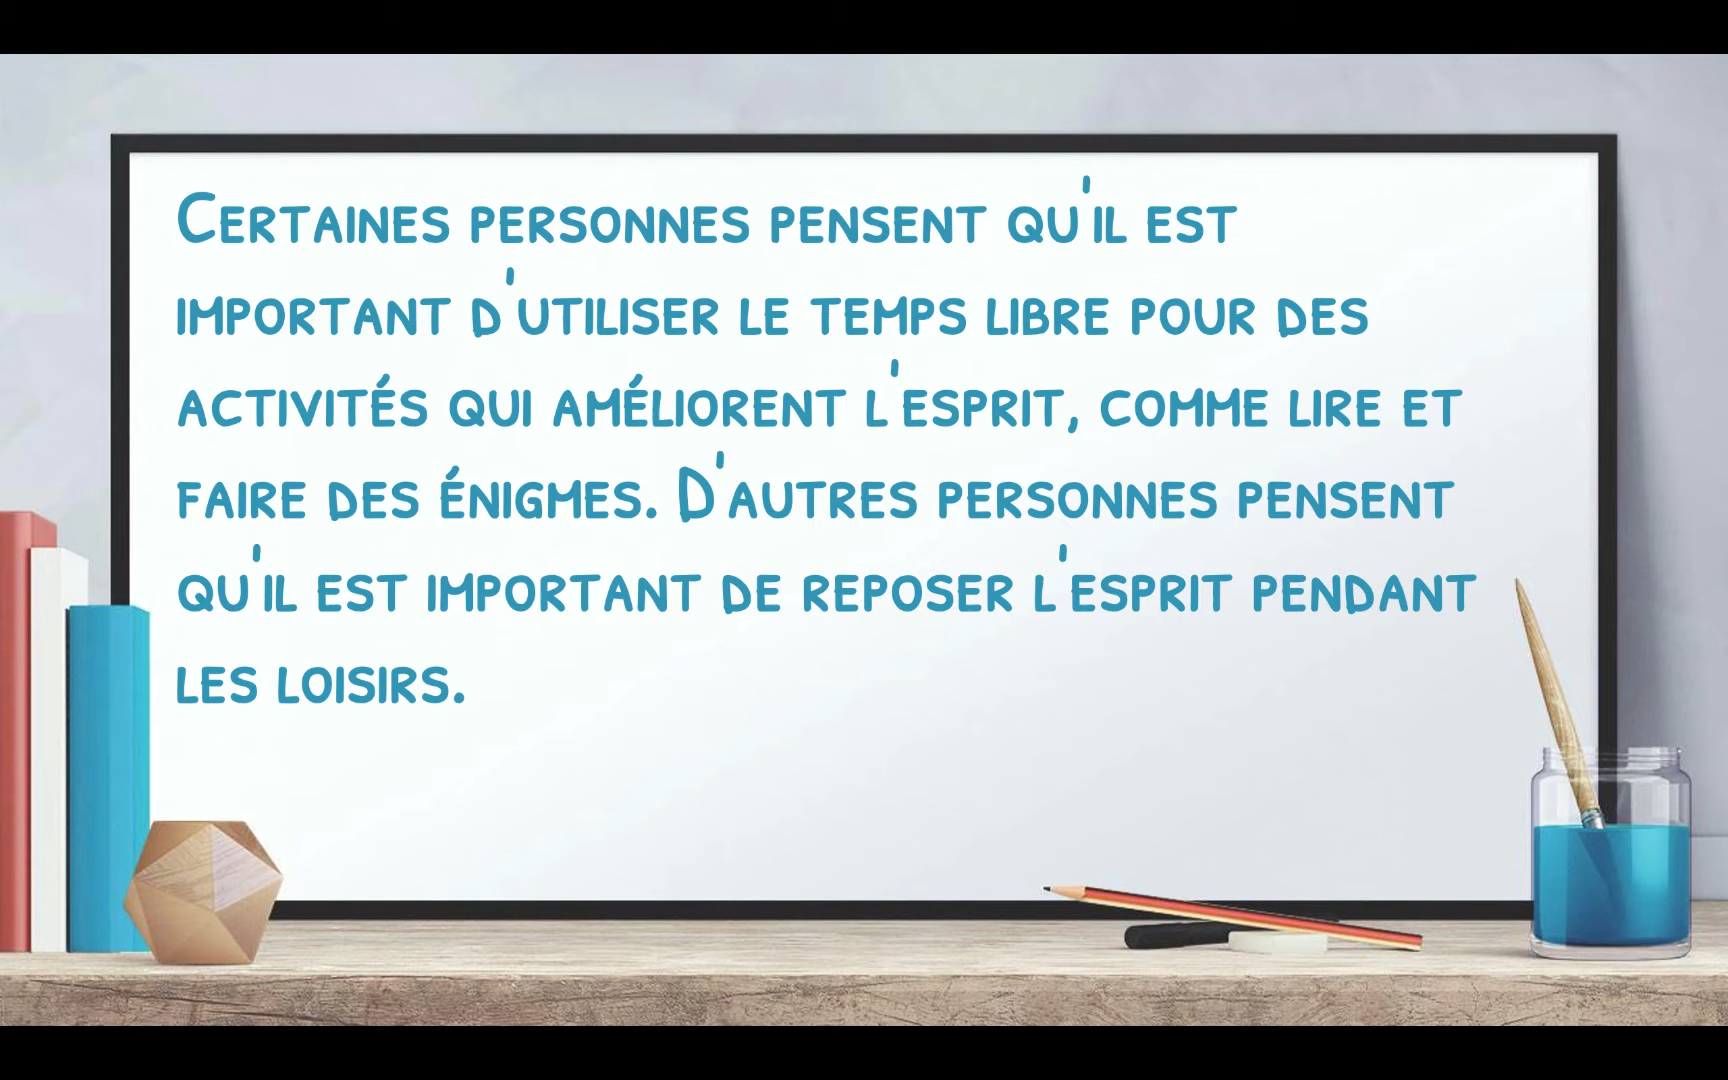 Certaines personnes pensent qu'il est
important d'utiliser le temps libre pour des
activités qui améliorent l'esprit, comme lire et
faire des énigmes. D'autres personnes pensent
qu'il est important de reposer l'esprit pendant
les loisirs.